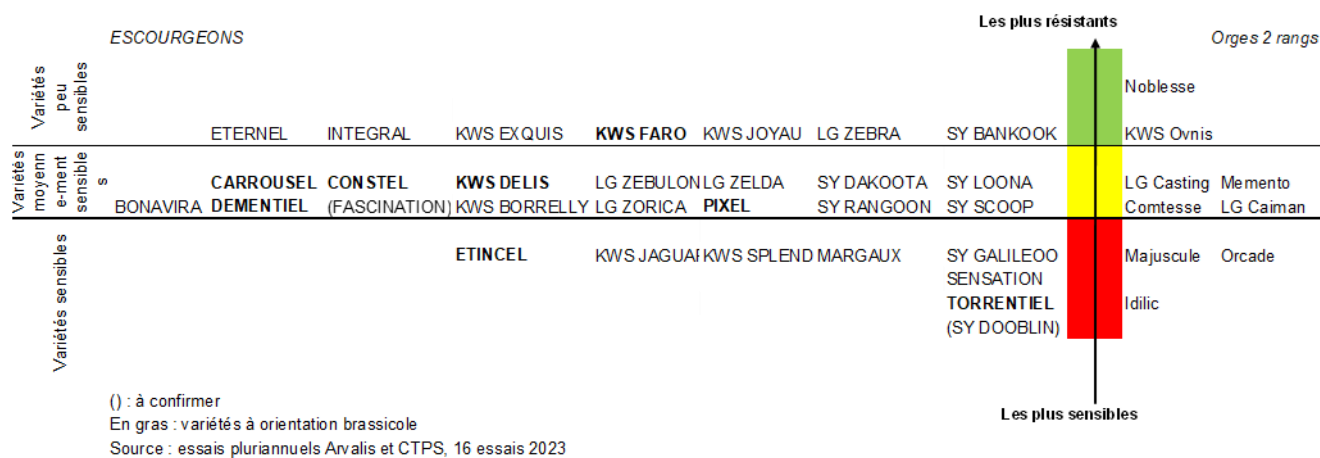 Les plus résistants
ESCOURGEONS Orges 2 rangs
Variétés
peu
sensibles
Noblesse
ETERNEL INTEGRAL KWS EXQUIS KWS FARO KWS JOYAU LG ZEBRA SY BANKOOK KWS Ovnis
Variétés
moyenn
e-ment
sensible
s
CARROUSEL CONSTEL KWS DELIS LG ZEBULON LG ZELDA SY DAKOOTA SY LOONA LG Casting Memento
BONAVIRA DEMENTIEL (FASCINATION) KWS BORRELLY LG ZORICA PIXEL SY RANGOON SY SCOOP Comtesse LG Caiman
Variétés sensibles
ETINCEL KWS JAGUAR KWS SPLEND MARGAUX SY GALILEOO Majuscule Orcade
SENSATION
TORRENTIEL Idilic
(SY DOOBLIN)
() : à confirmer
Les plus sensibles
En gras : variétés à orientation brassicole
Source : essais pluriannuels Arvalis et CTPS, 16 essais 2023